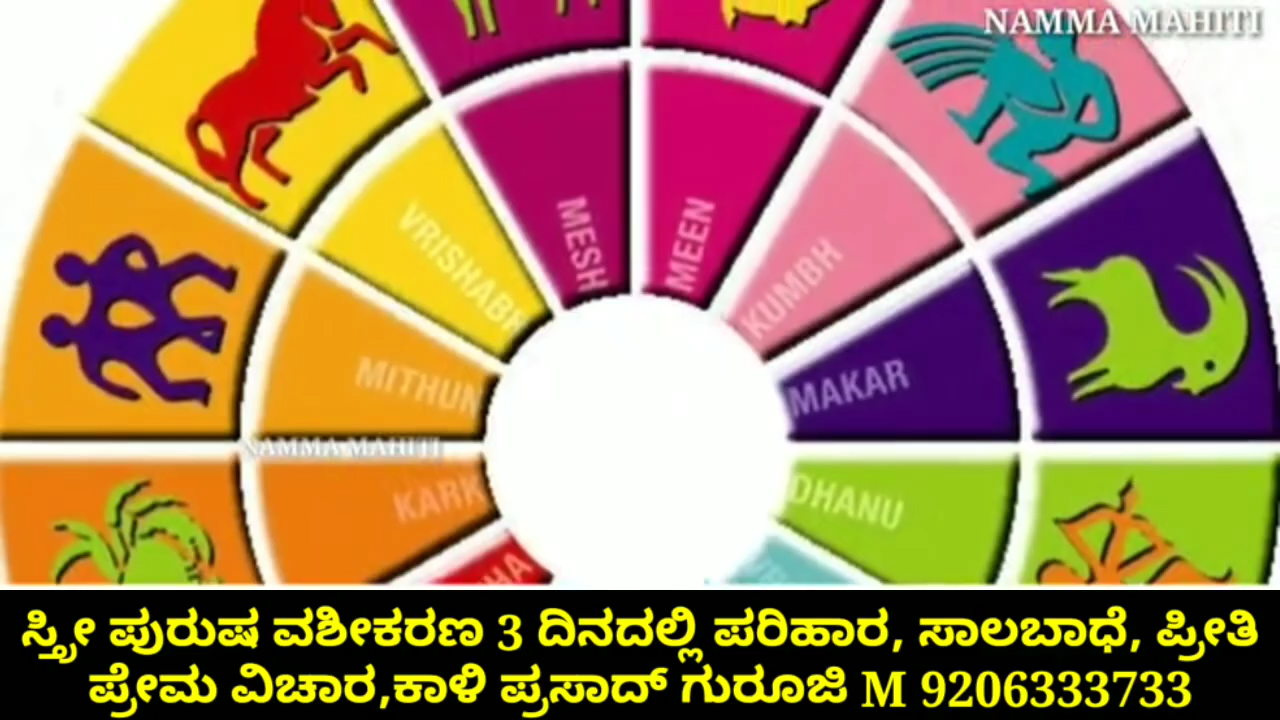 NAMMA MAHITI
MESH
MEEN
VRISHABH
KUMBH
MITHUN
MAKAR
NAMMA MAHITI
KARK
DHANU
HA
ಸ್ತ್ರೀ ಪುರುಷ ವಶೀಕರಣ 3 ದಿನದಲ್ಲಿ ಪರಿಹಾರ, ಸಾಲಬಾಧೆ, ಪ್ರೀತಿ
ಪ್ರೇಮ ವಿಚಾರ,ಕಾಳಿ ಪ್ರಸಾದ್ ಗುರೂಜಿ M 9206333733